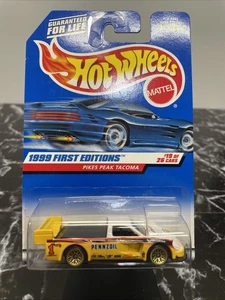 GUARANTEED
FOR LIFE
Hot Wheels
MATTEL
1999 FIRST EDITIONS
PIKES PEAK TACOMA
#19 OF
26 CARS
PENNZOIL